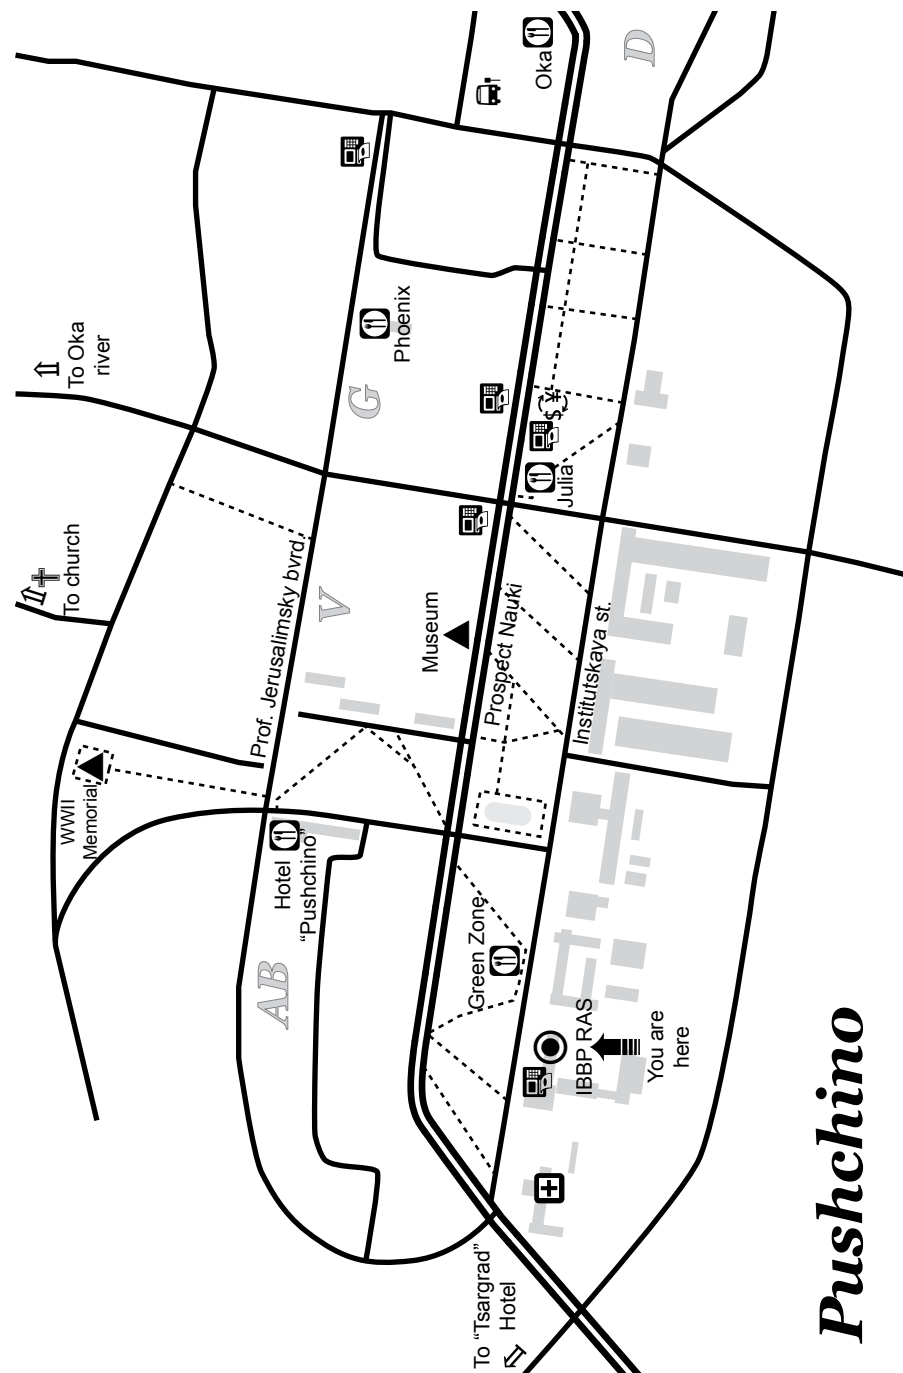 Pushchino
To "Tsargrad"
Hotel
You are
here
IBBP RAS
Green Zone
AB
Hotel
"Pushchino"
WWII
Memorial
Prof. Jerusalimsky bvrd.
Prospect Nauki
Institutskaya st.
Museum
V
To church
Julia
$ ¥
G
Phoenix
To Oka
river
Oka
D